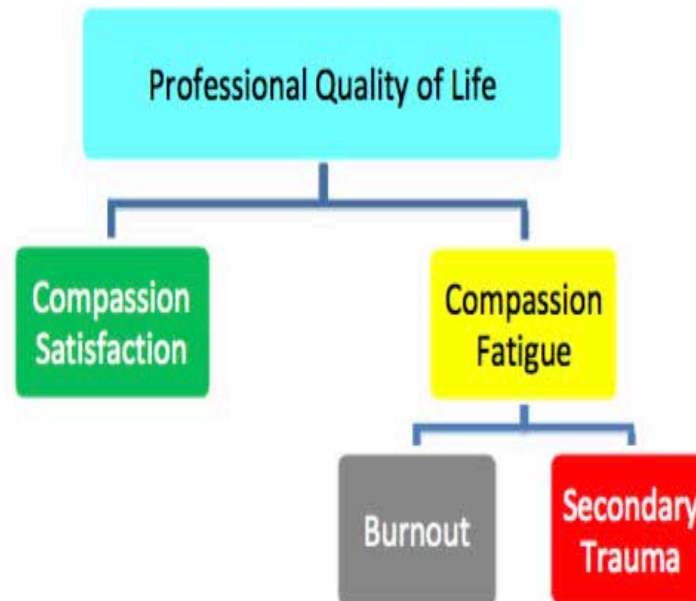 Professional Quality of Life
Compassion
Satisfaction
Compassion
Fatigue
Burnout
Secondary
Trauma